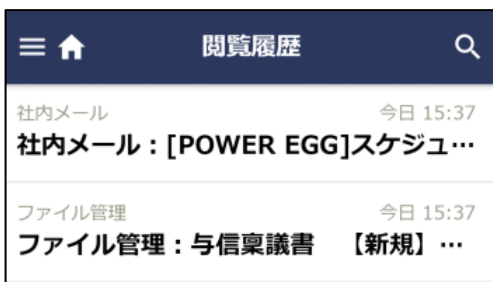 閲覧履歴
社内メール 今日 15:37
社内メール：[POWER EGG]スケジュ…
ファイル管理 今日 15:37
ファイル管理：与信稟議書　【新規】 …